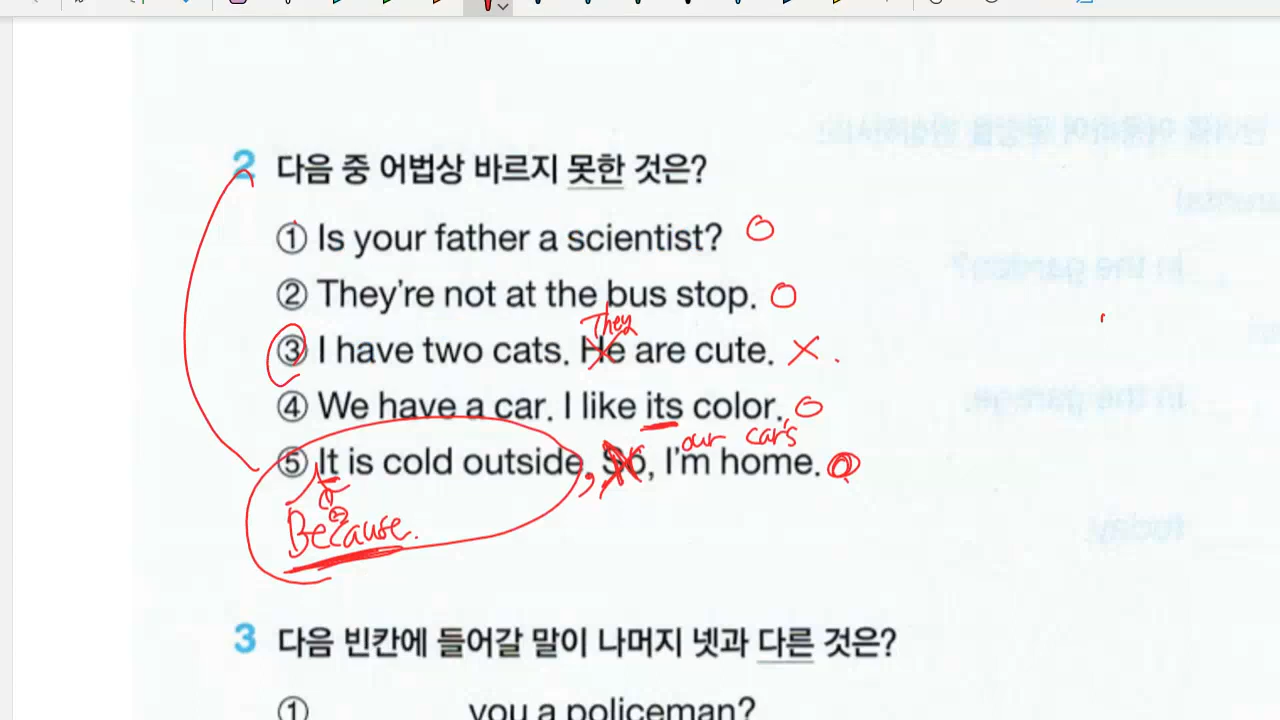 2 다음 중 어법상 바르지 못한 것은?
① Is your father a scientist? O
② They're not at the bus stop. O
They
③ I have two cats. He are cute. X.
④ We have a car. I like its color. O
our car's
⑤ It is cold outside, So, I'm home. O
Because.
3 다음 빈칸에 들어갈 말이 나머지 넷과 다른 것은?
① you a policeman?